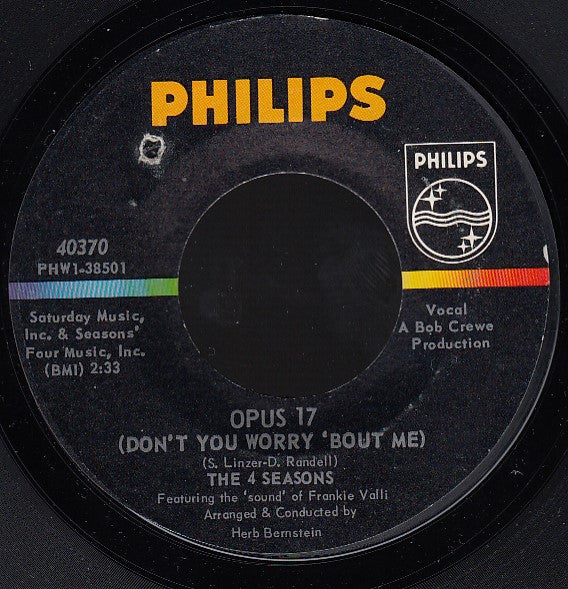 PHILIPS
PHILIPS
40370
PHW1-38501
Saturday Music,
Inc. & Seasons'
Four Music, Inc.
(BMI) 2:33
Vocal
A Bob Crewe
Production
OPUS 17
(DON'T YOU WORRY 'BOUT ME)
(S. Linzer-D. Randell)
THE 4 SEASONS
Featuring the 'sound' of Frankie Valli
Arranged & Conducted by
Herb Bernstein